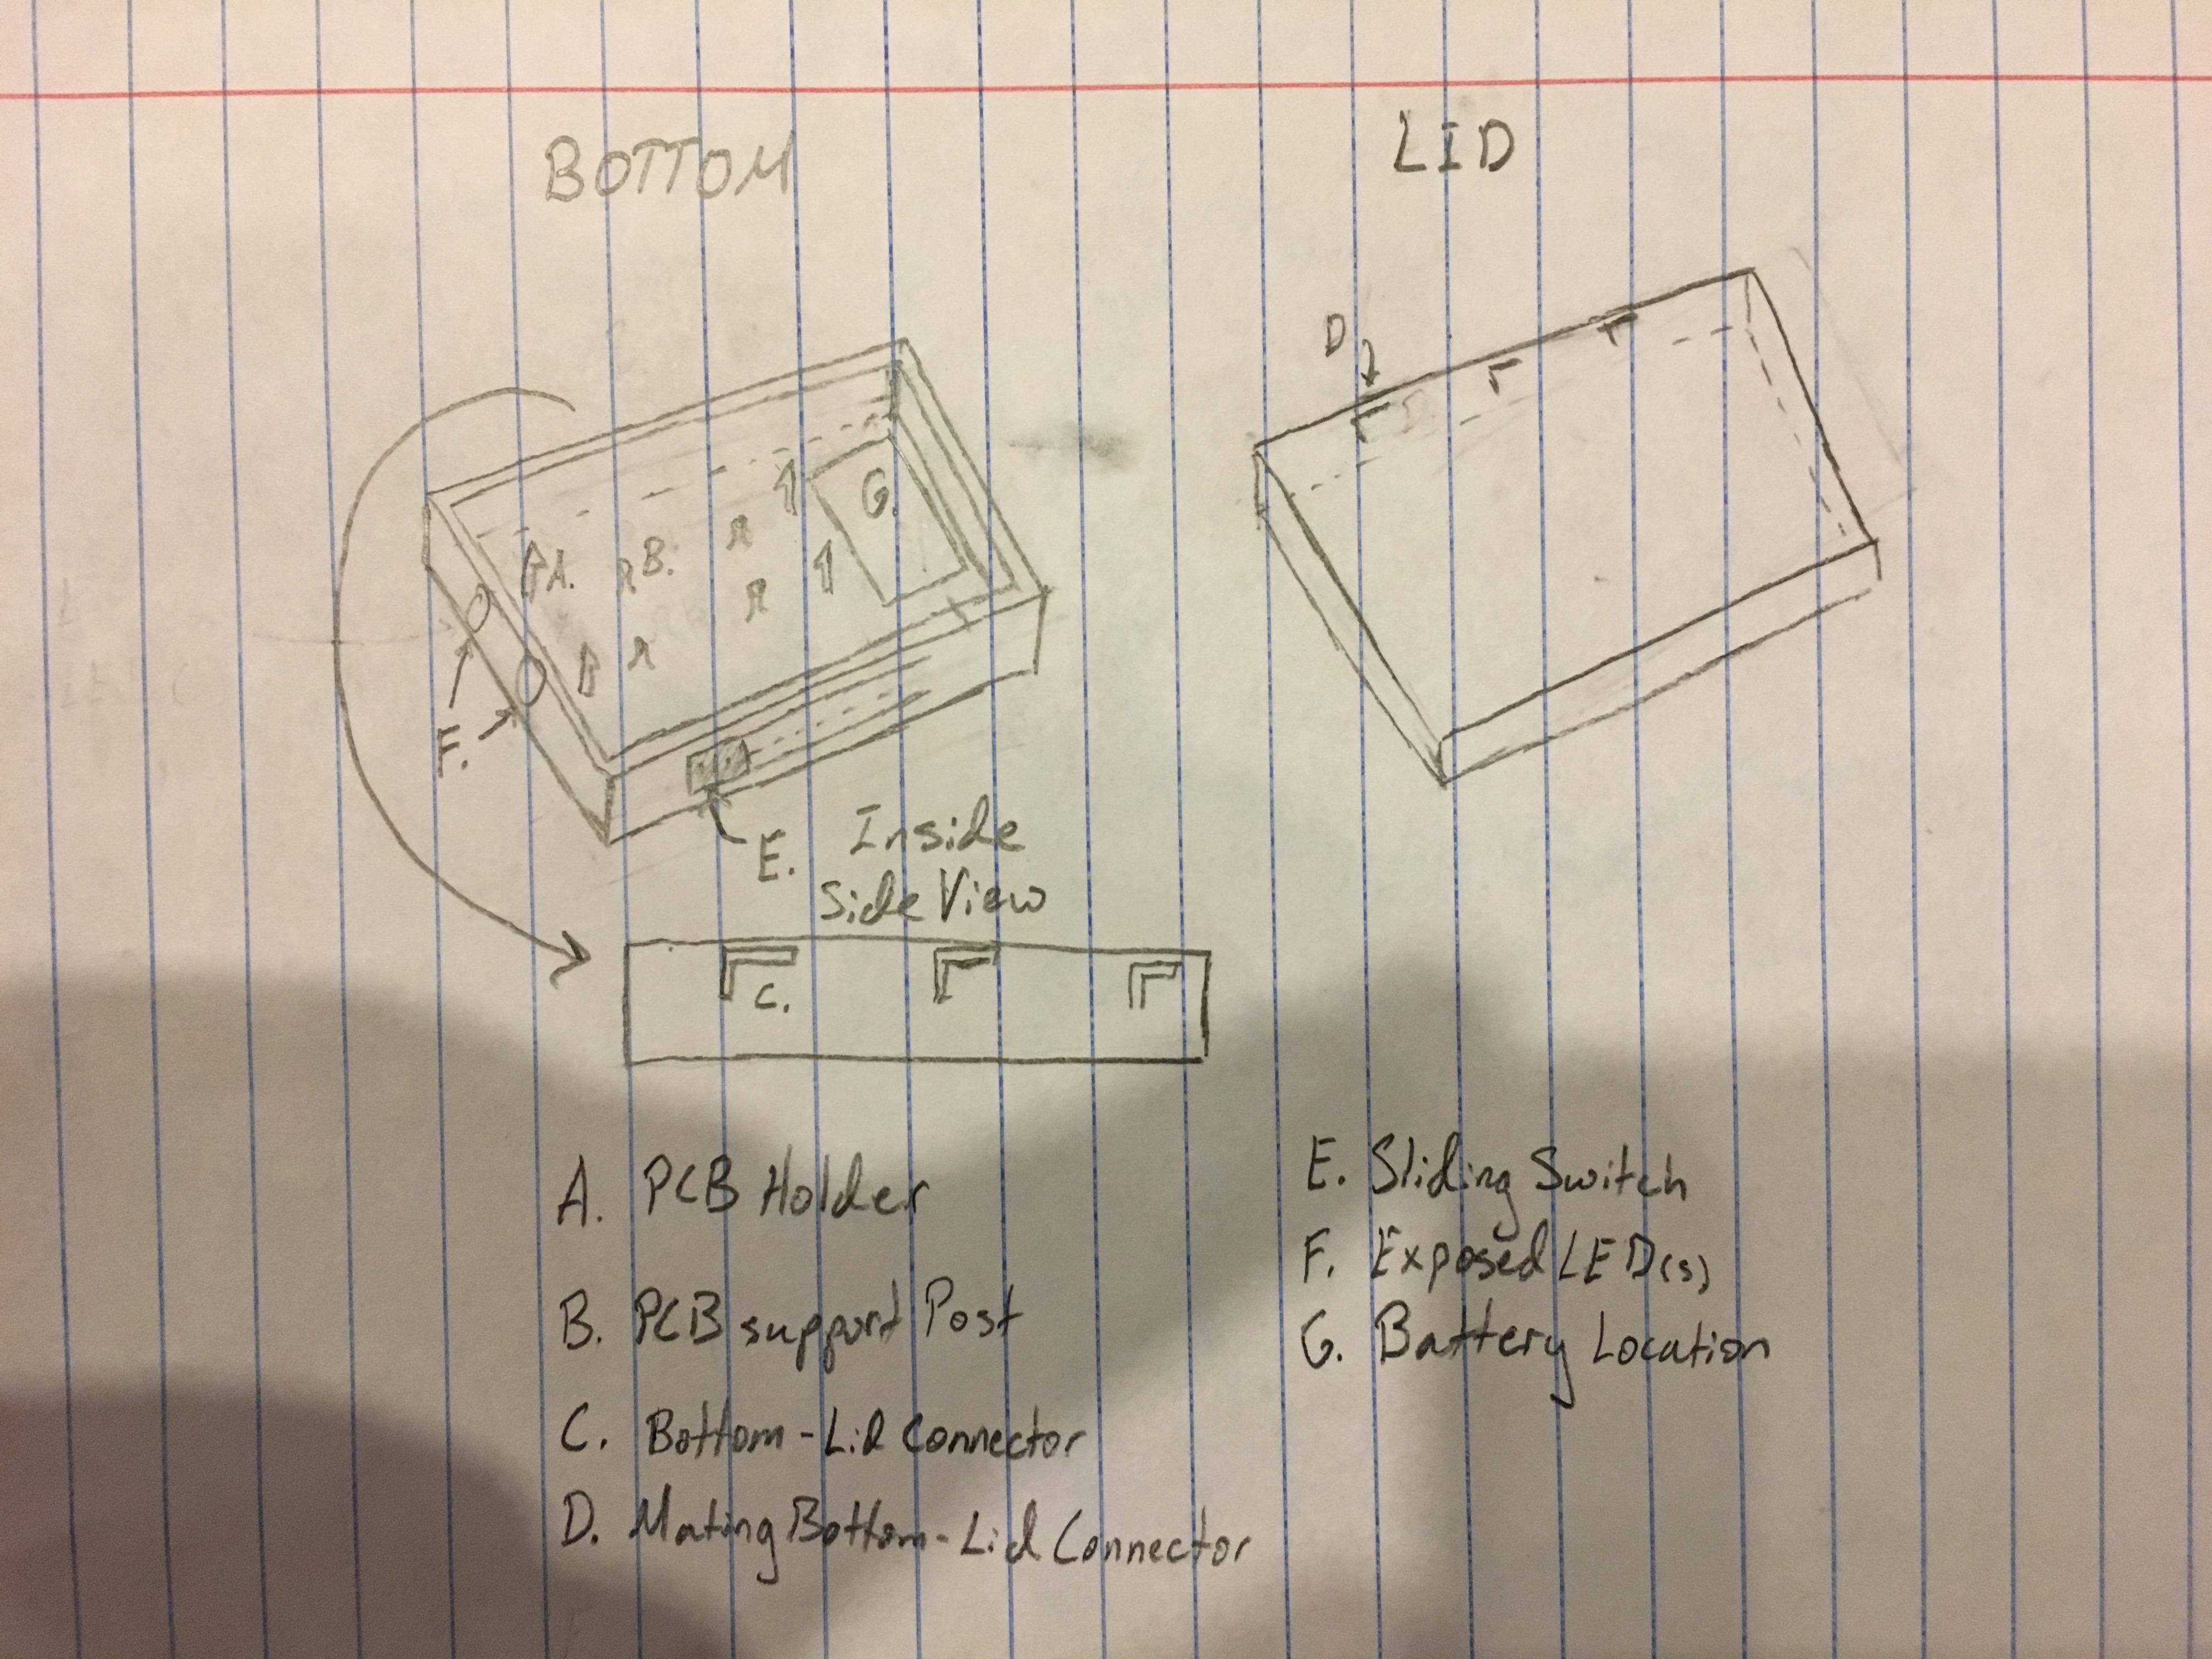 BOTTOM
LID
A.
B.
G.
F.
E.
D
Inside
Side View
C.
A. PCB Holder
B. PCB support Post
C. Bottom-Lid Connector
D. Mating Bottom-Lid Connector
E. Sliding Switch
F. Exposed LED(s)
G. Battery Location